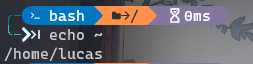 >_ bash /  0ms
echo ~
/home/lucas